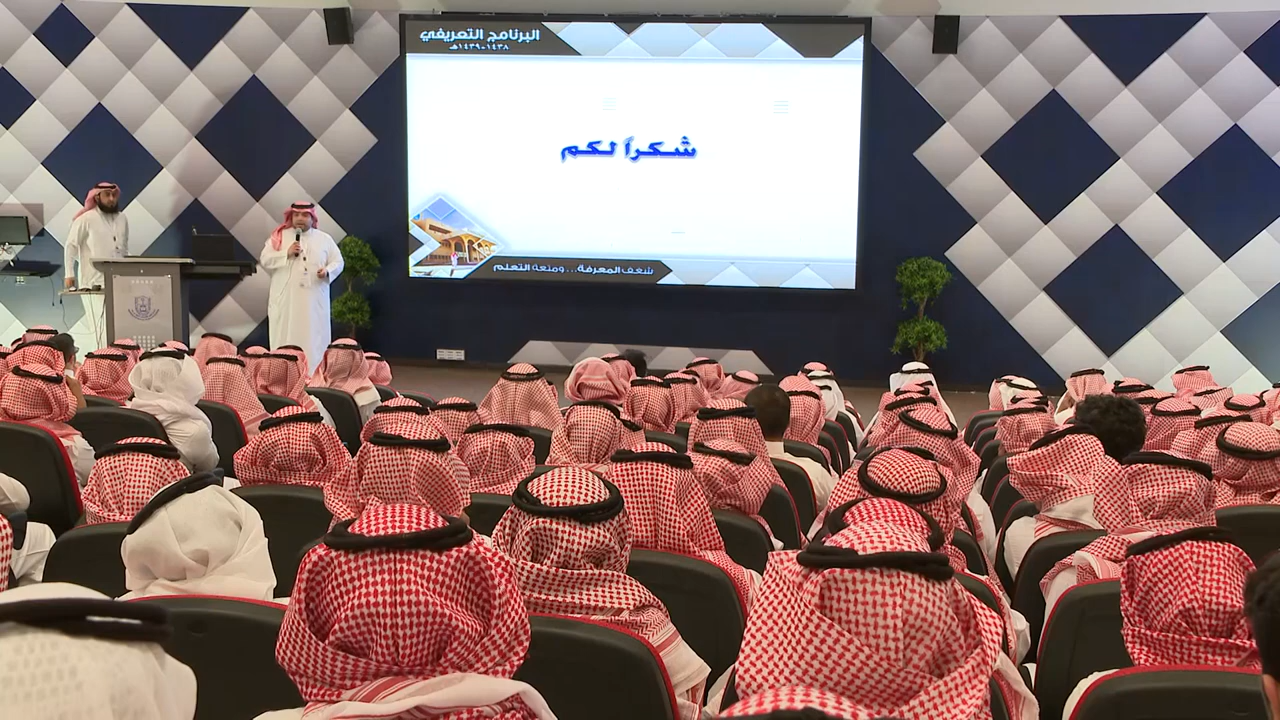 البرنامج التعريفي
١٤٣٨-١٤٣٩هـ
شكراً لكم
شغف المعرفة... ومتعة التعلم